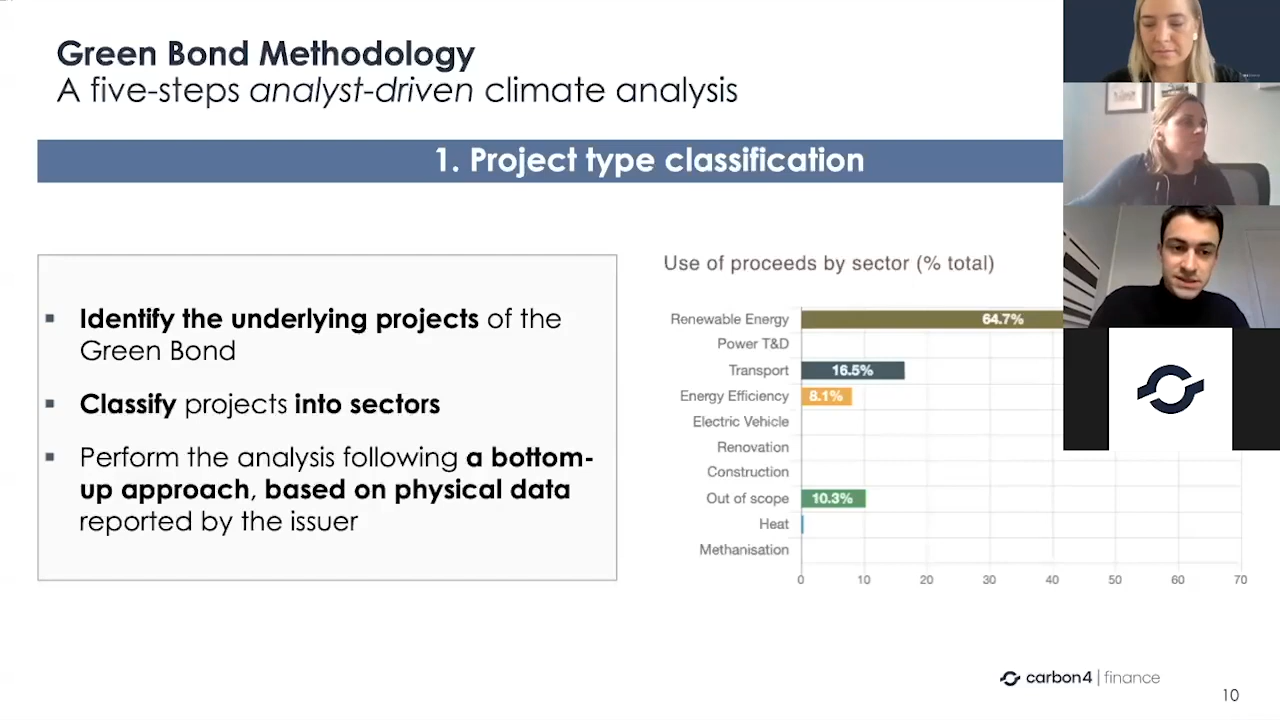 Green Bond Methodology
A five-steps analyst-driven climate analysis
1. Project type classification
Identify the underlying projects of the
Green Bond
Classify projects into sectors
Perform the analysis following a bottom-
up approach, based on physical data
reported by the issuer
Use of proceeds by sector (% total)
Renewable Energy 64.7%
Power T&D
Transport 16.5%
Energy Efficiency 8.1%
Electric Vehicle
Renovation
Construction
Out of scope 10.3%
Heat
Methanisation
0 10 20 30 40 50 60 70
carbon4 | finance
10